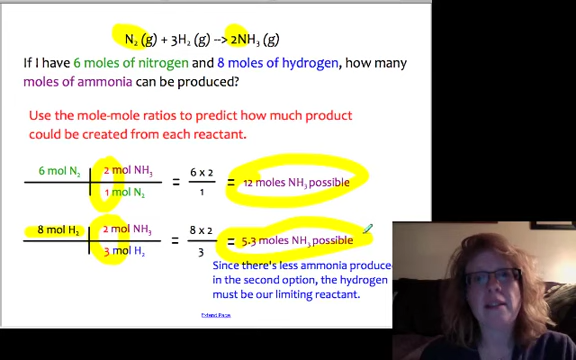 N₂ (g) + 3H₂ (g) --> 2NH₃ (g)
If I have 6 moles of nitrogen and 8 moles of hydrogen, how many
moles of ammonia can be produced?
Use the mole-mole ratios to predict how much product
could be created from each reactant.
6 mol N₂ 2 mol NH₃ = 6 x 2 = 12 moles NH₃ possible
1 mol N₂ 1
8 mol H₂ 2 mol NH₃ = 8 x 2 = 5.3 moles NH₃ possible
3 mol H₂ 3
Since there's less ammonia produce
in the second option, the hydrogen
must be our limiting reactant.